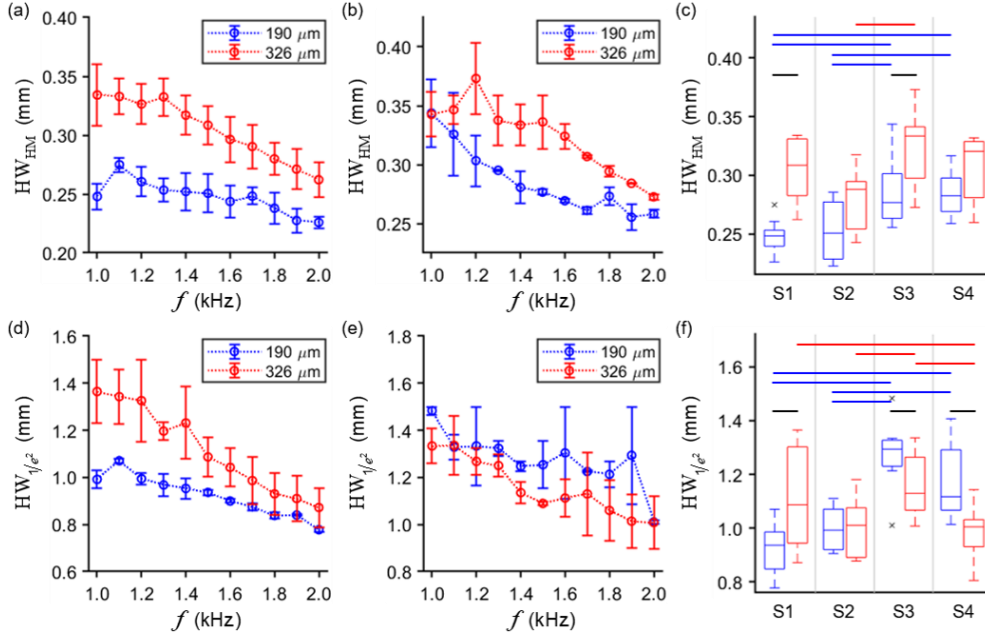 (a)
0.40
0.35
0.30
0.25
0.20
HW_HM (mm)
190 μm
326 μm
1.0 1.2 1.4 1.6 1.8 2.0
f (kHz)
(b)
0.40
0.35
0.30
0.25
HW_HM (mm)
190 μm
326 μm
1.0 1.2 1.4 1.6 1.8 2.0
f (kHz)
(c)
0.40
0.35
0.30
0.25
HW_HM (mm)
S1 S2 S3 S4
(d)
1.6
1.4
1.2
1.0
0.8
0.6
HW_1/e² (mm)
190 μm
326 μm
1.0 1.2 1.4 1.6 1.8 2.0
f (kHz)
(e)
1.8
1.6
1.4
1.2
1.0
0.8
HW_1/e² (mm)
190 μm
326 μm
1.0 1.2 1.4 1.6 1.8 2.0
f (kHz)
(f)
1.6
1.4
1.2
1.0
0.8
HW_1/e² (mm)
S1 S2 S3 S4